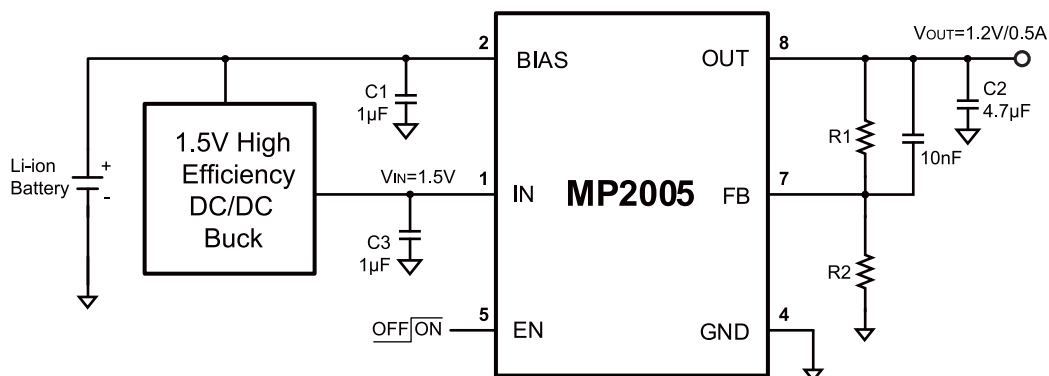 VOUT=1.2V/0.5A
2
BIAS
OUT
8
C1
1µF
C2
4.7µF
1.5V High
Efficiency
DC/DC
Buck
R1
10nF
Li-ion
Battery
+
-
VIN=1.5V
1
IN
MP2005
FB
7
C3
1µF
R2
OFF ON
5
EN
GND
4